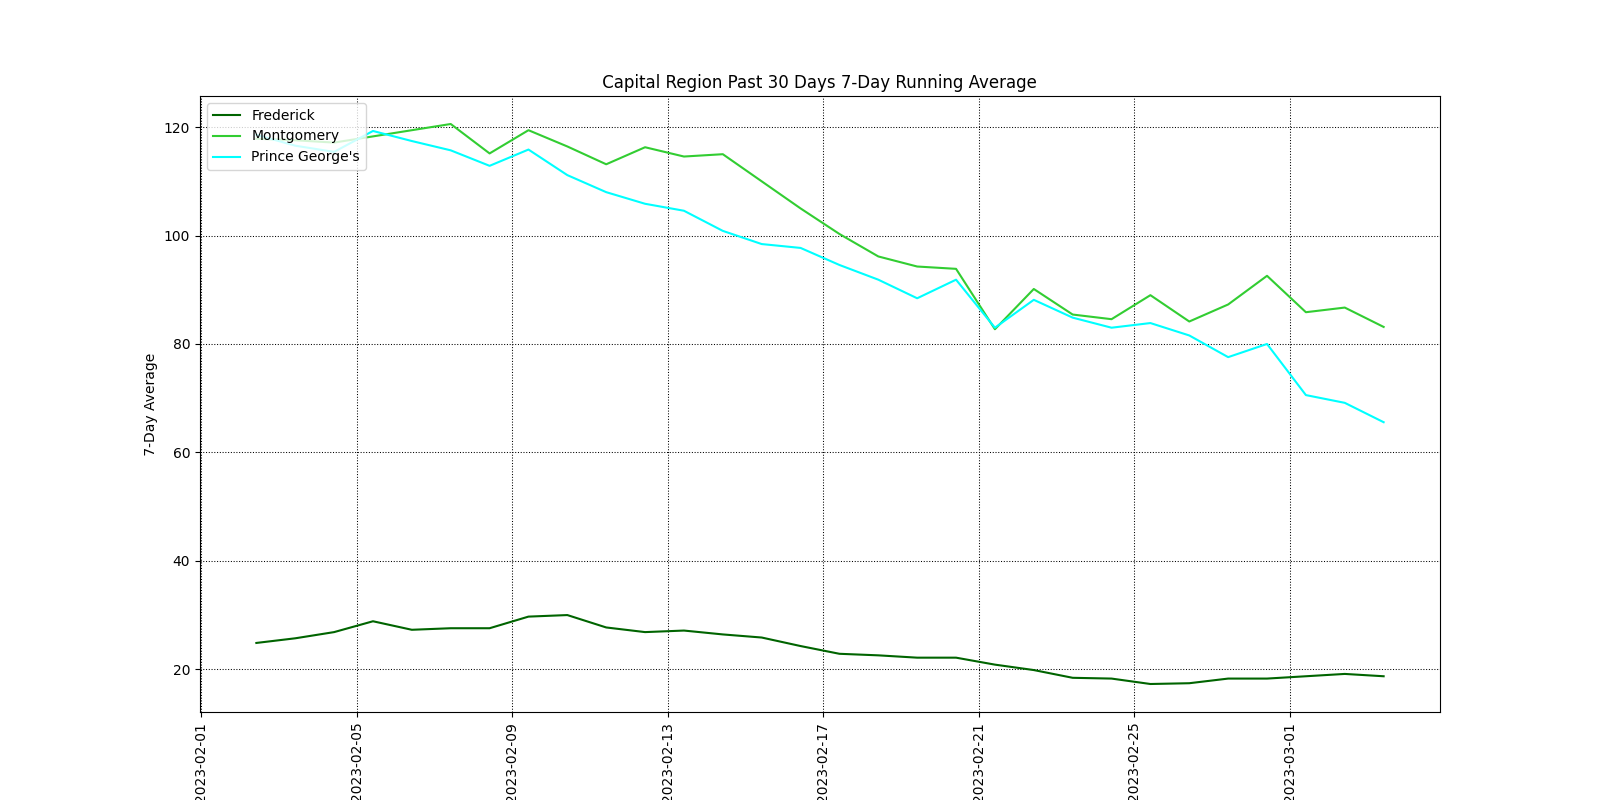 Capital Region Past 30 Days 7-Day Running Average
Frederick
Montgomery
Prince George's
120
100
80
60
40
20
7-Day Average
2023-02-01
2023-02-05
2023-02-09
2023-02-13
2023-02-17
2023-02-21
2023-02-25
2023-03-01